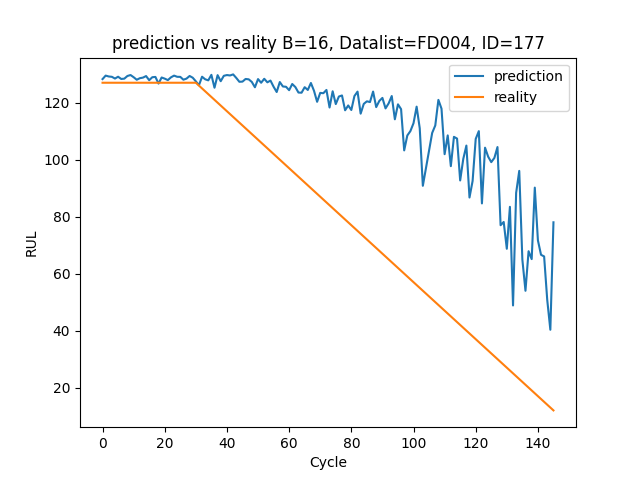 prediction vs reality B=16, Datalist=FD004, ID=177
prediction
reality
RUL
120
100
80
60
40
20
0 20 40 60 80 100 120 140
Cycle